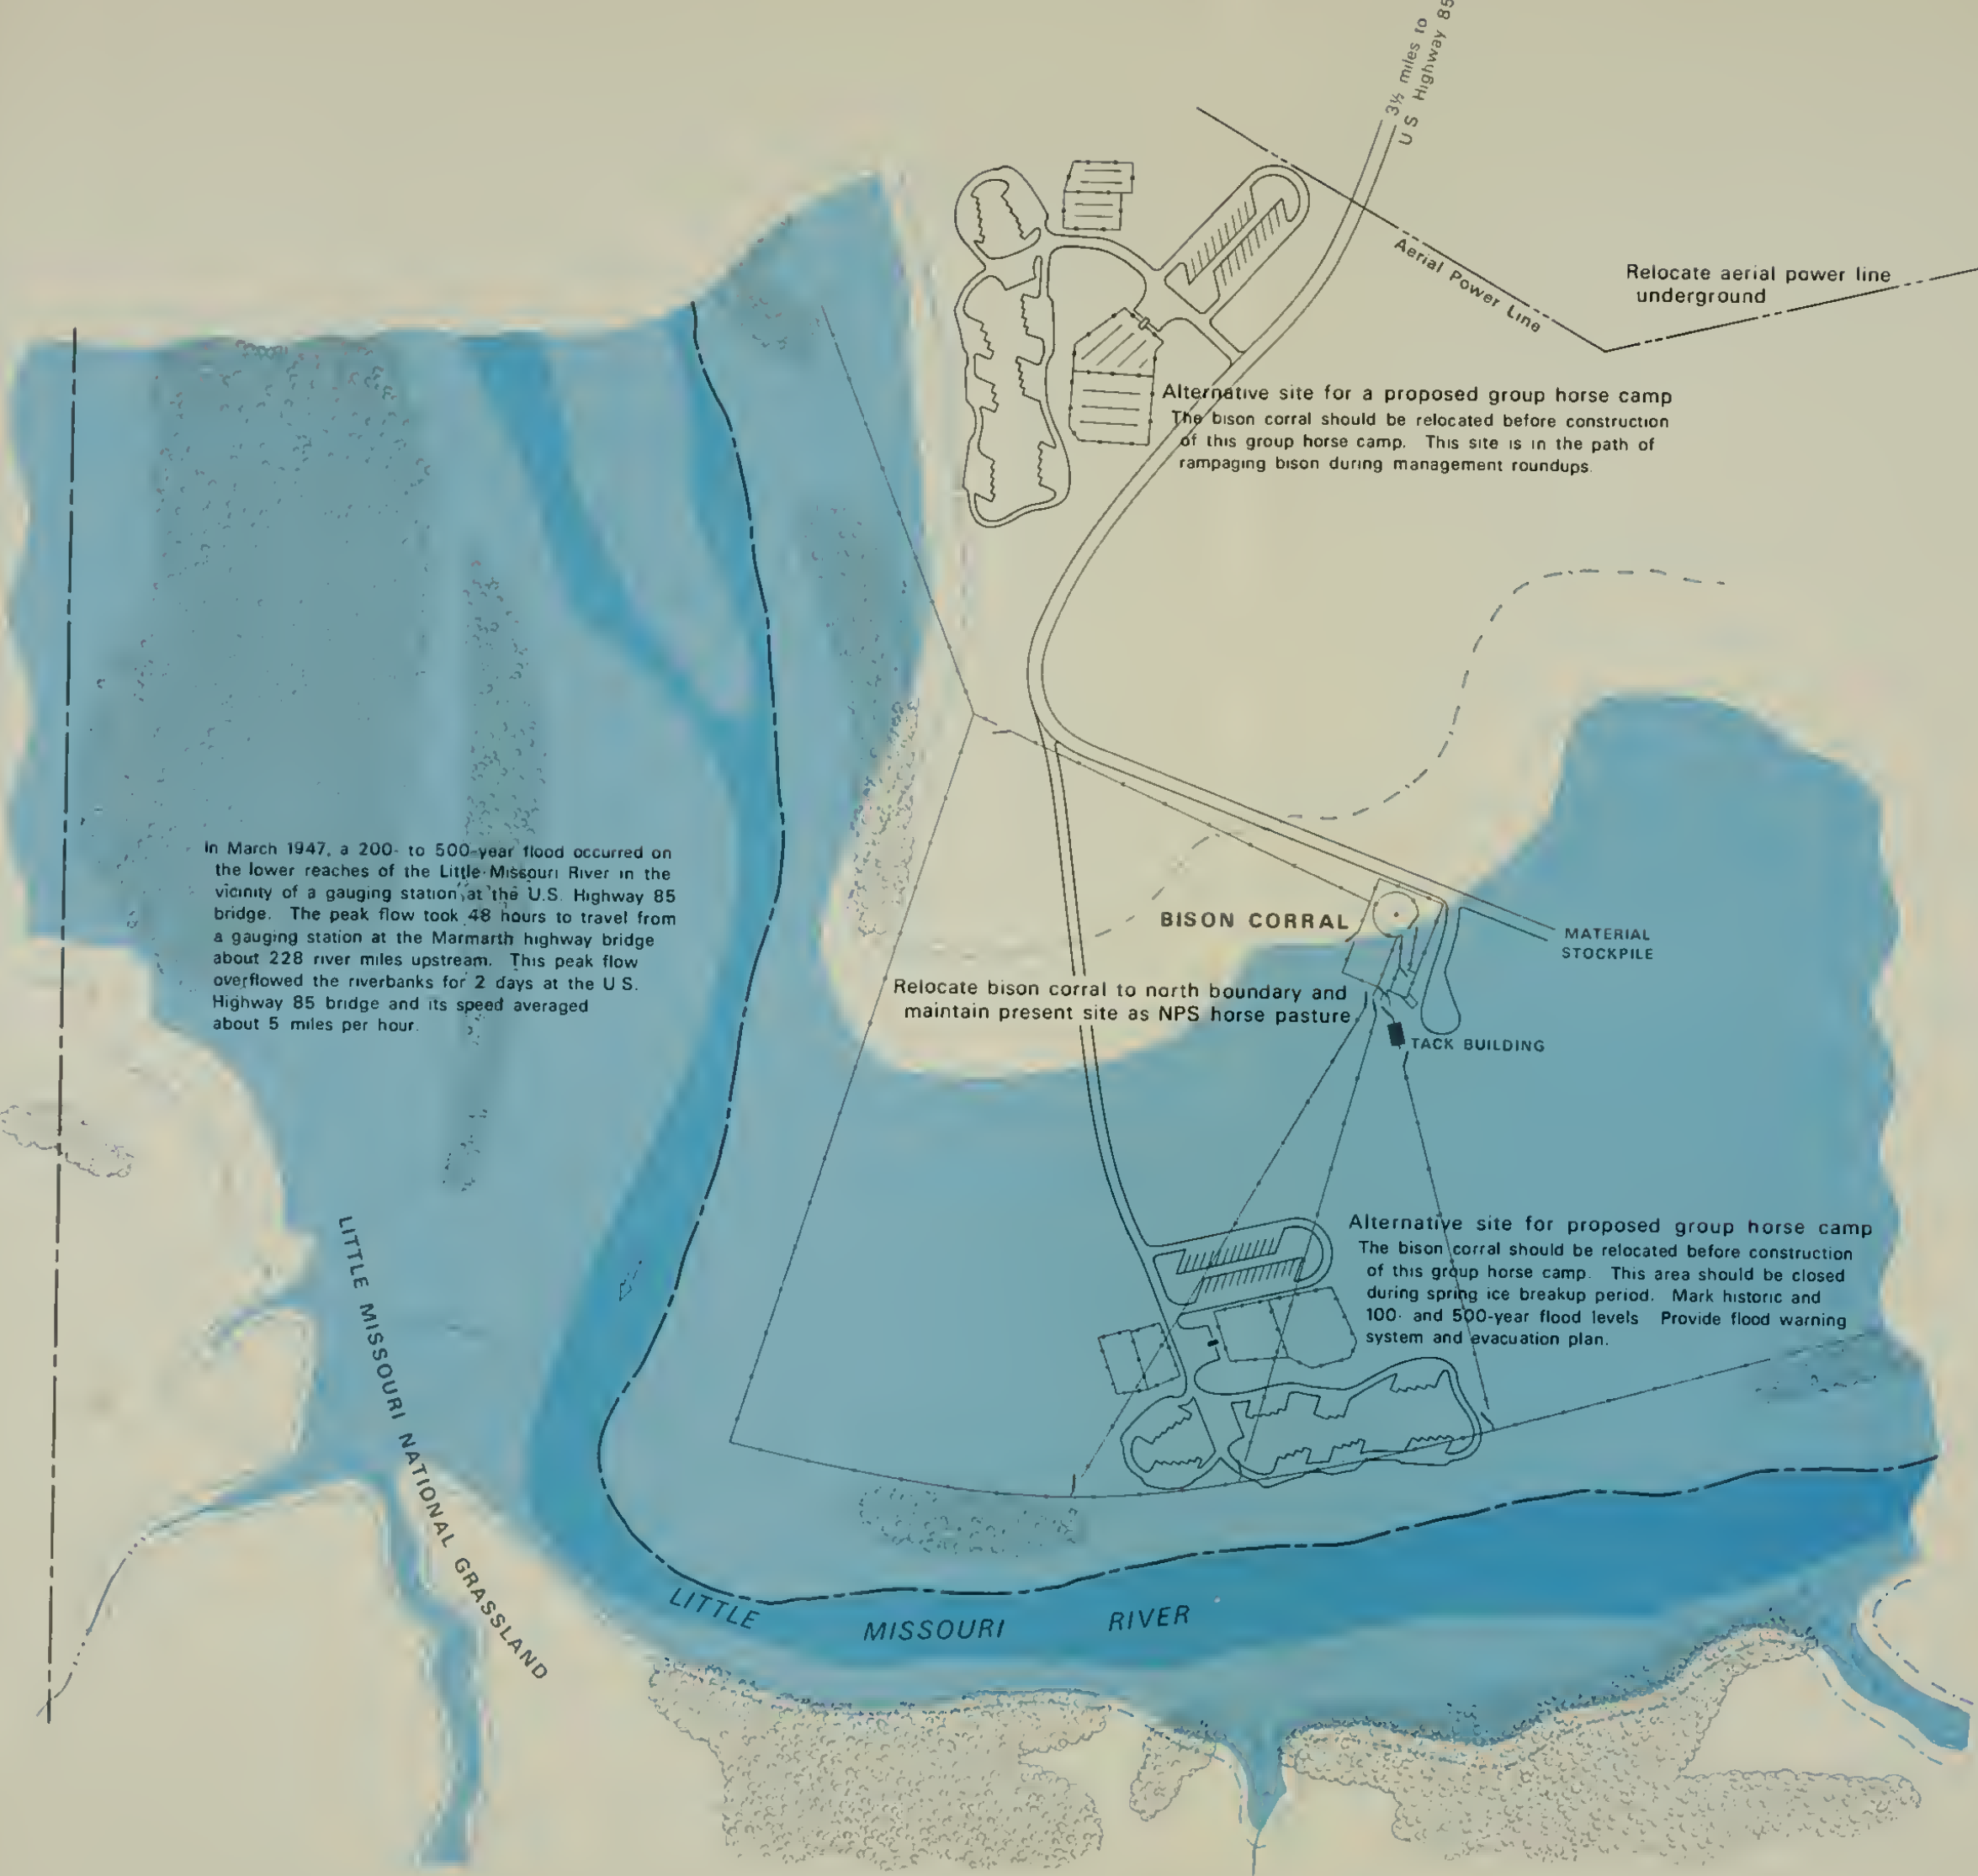 3½ miles to
U S Highway 85
Aerial Power Line
Relocate aerial power line
underground
Alternative site for a proposed group horse camp
The bison corral should be relocated before construction
of this group horse camp. This site is in the path of
rampaging bison during management roundups.
In March 1947, a 200- to 500-year flood occurred on
the lower reaches of the Little Missouri River in the
vicinity of a gauging station at the U.S. Highway 85
bridge. The peak flow took 48 hours to travel from
a gauging station at the Marmarth highway bridge
about 228 river miles upstream. This peak flow
overflowed the riverbanks for 2 days at the U S.
Highway 85 bridge and its speed averaged
about 5 miles per hour.
BISON CORRAL
MATERIAL
STOCKPILE
Relocate bison corral to north boundary and
maintain present site as NPS horse pasture
TACK BUILDING
Alternative site for proposed group horse camp
The bison corral should be relocated before construction
of this group horse camp. This area should be closed
during spring ice breakup period. Mark historic and
100- and 500-year flood levels Provide flood warning
system and evacuation plan.
LITTLE MISSOURI NATIONAL GRASSLAND
LITTLE MISSOURI RIVER